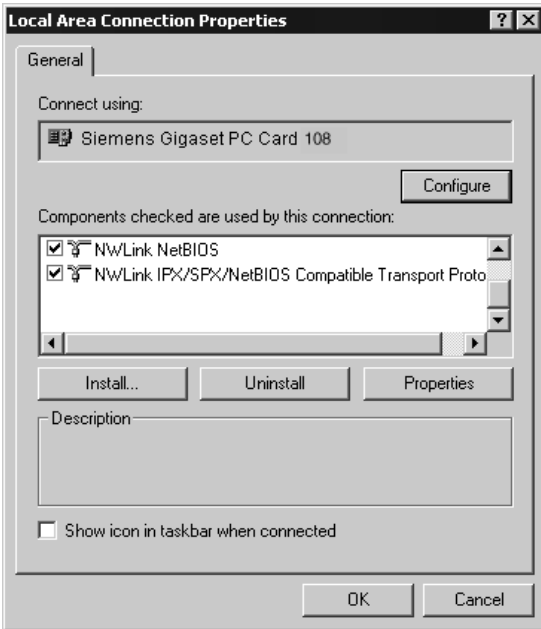 Local Area Connection Properties
General
Connect using:
Siemens Gigaset PC Card 108
Configure
Components checked are used by this connection:
NWLink NetBIOS
NWLink IPX/SPX/NetBIOS Compatible Transport Proto
Install... Uninstall Properties
Description
Show icon in taskbar when connected
OK Cancel